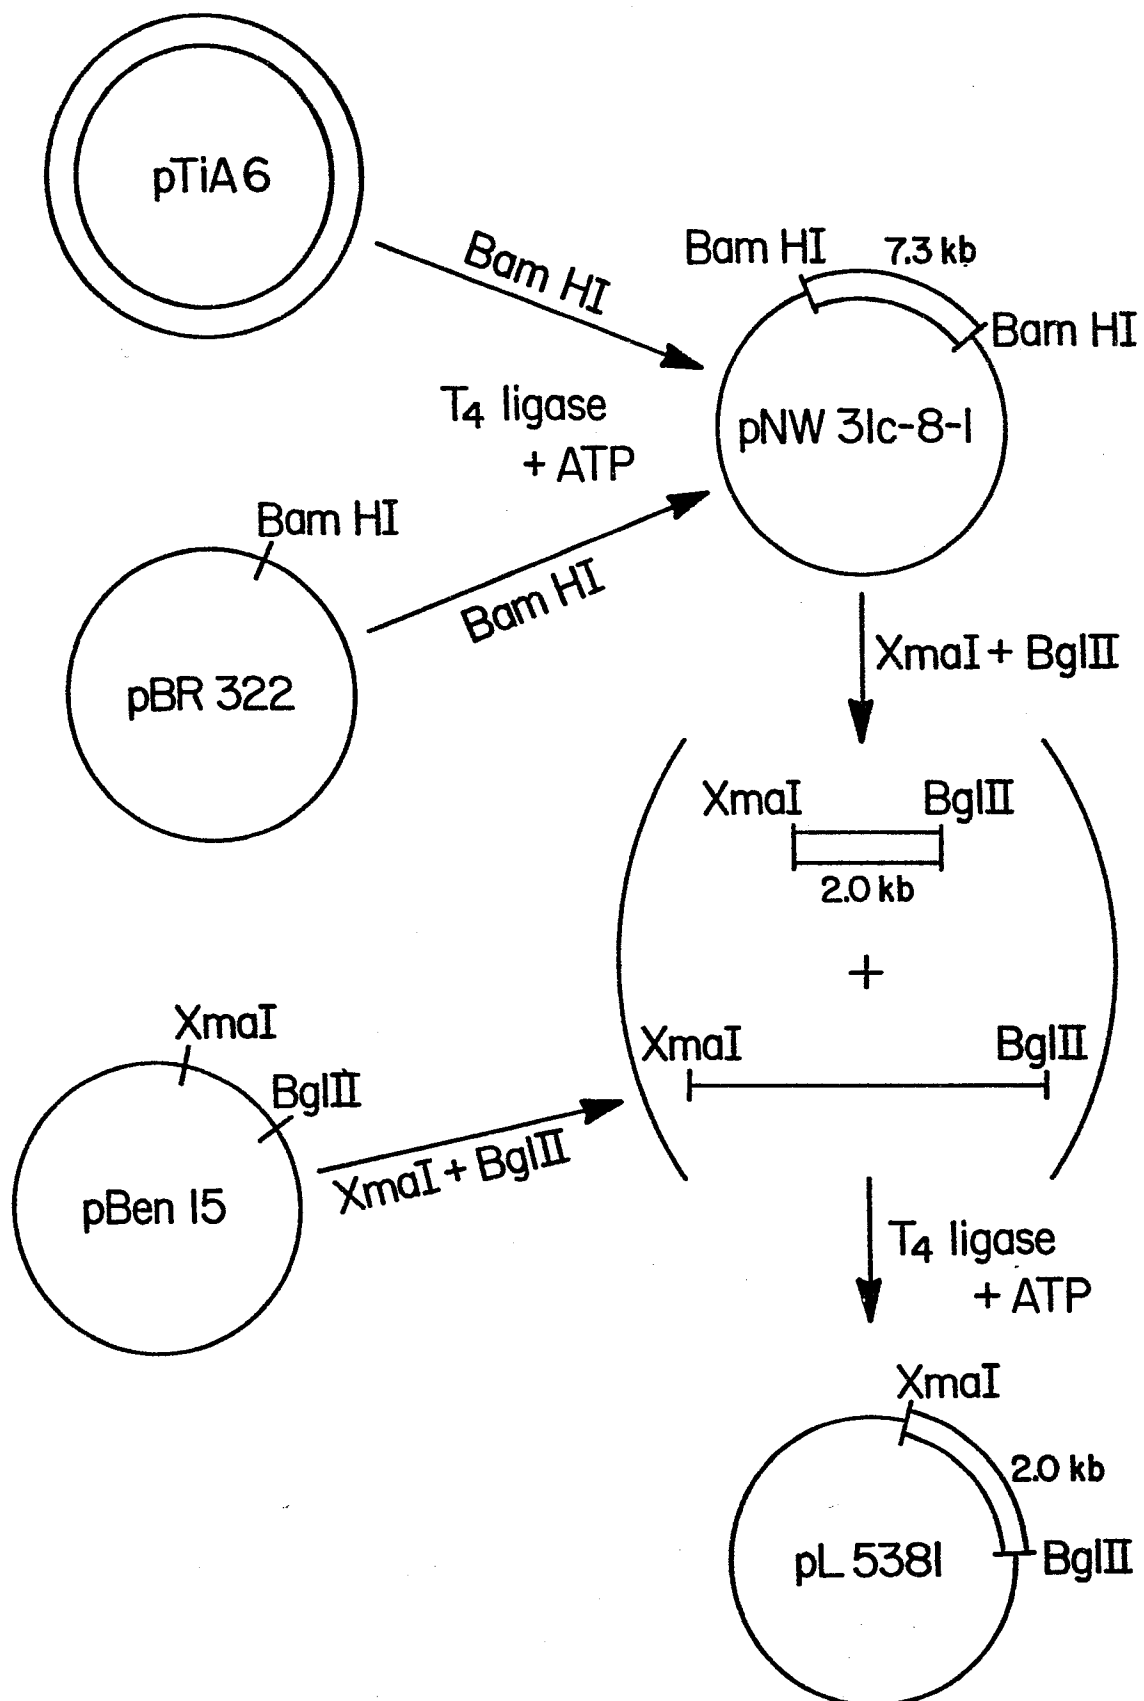 pTiA6
Bam HI
Bam HI
7.3 kb
Bam HI
T4 ligase
+ ATP
pNW 31c-8-1
Bam HI
Bam HI
pBR 322
XmaI + BglII
XmaI
BglII
2.0 kb
+
XmaI
BglII
XmaI
BglII
XmaI + BglII
pBen 15
T4 ligase
+ ATP
XmaI
2.0 kb
pL 5381
BglII